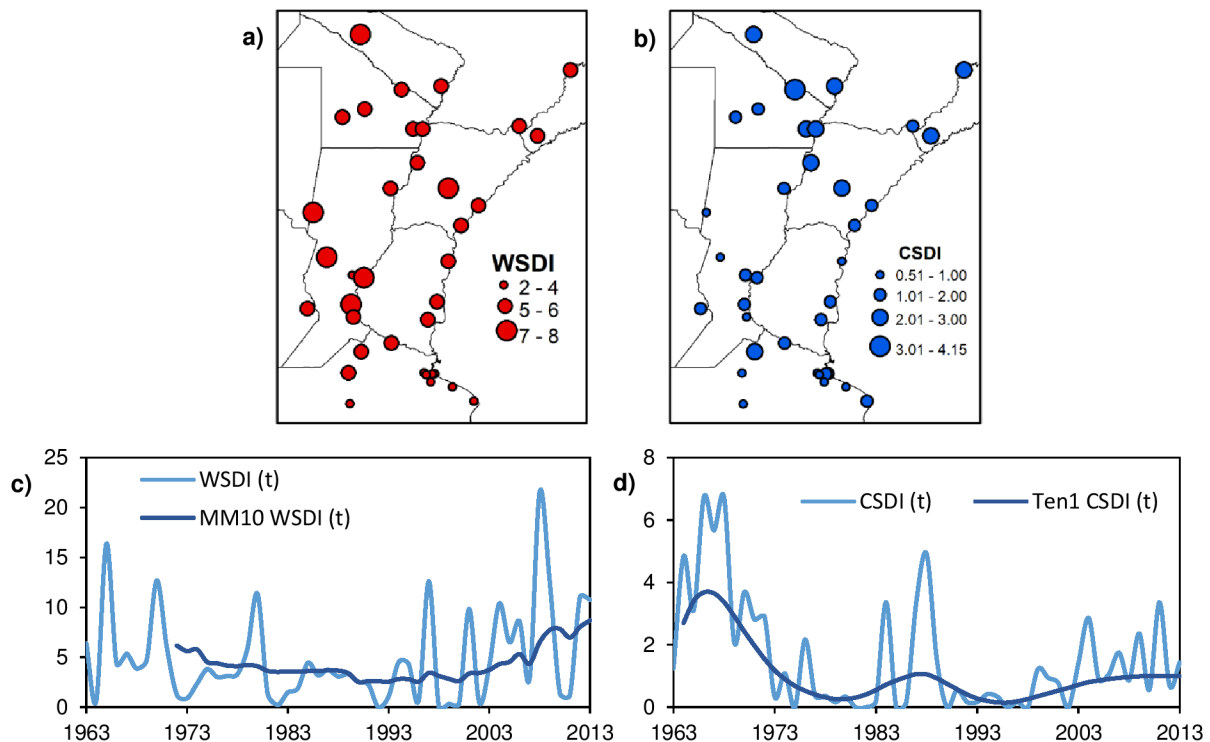 a)
WSDI
2 - 4
5 - 6
7 - 8
b)
CSDI
0.51 - 1.00
1.01 - 2.00
2.01 - 3.00
3.01 - 4.15
c)
25
20
15
10
5
0
WSDI (t)
MM10 WSDI (t)
1963 1973 1983 1993 2003 2013
d)
8
6
4
2
0
CSDI (t) Ten1 CSDI (t)
1963 1973 1983 1993 2003 2013